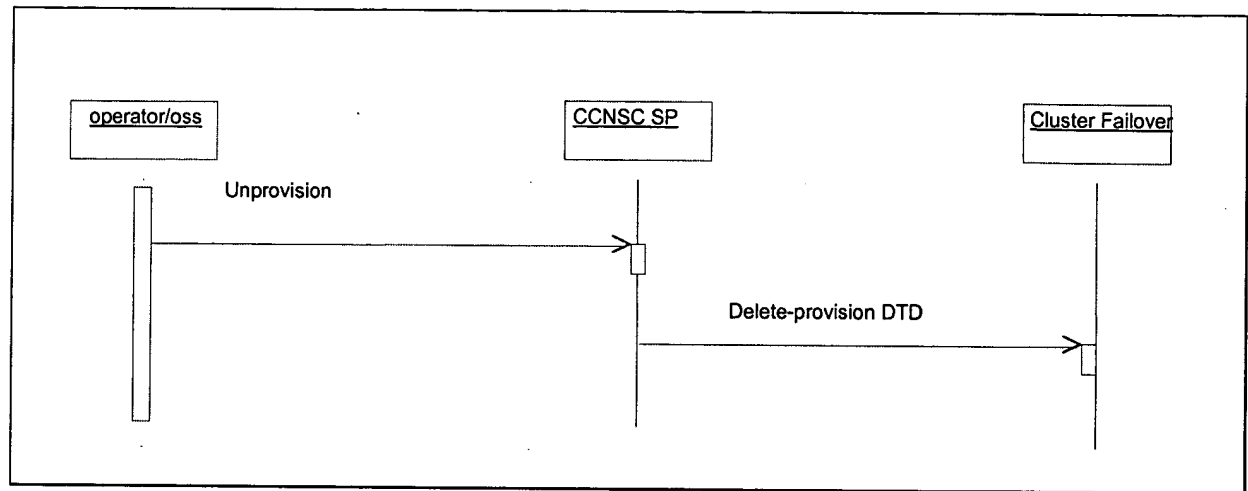 operator/oss
CCNSC SP
Cluster Failover
Unprovision
Delete-provision DTD